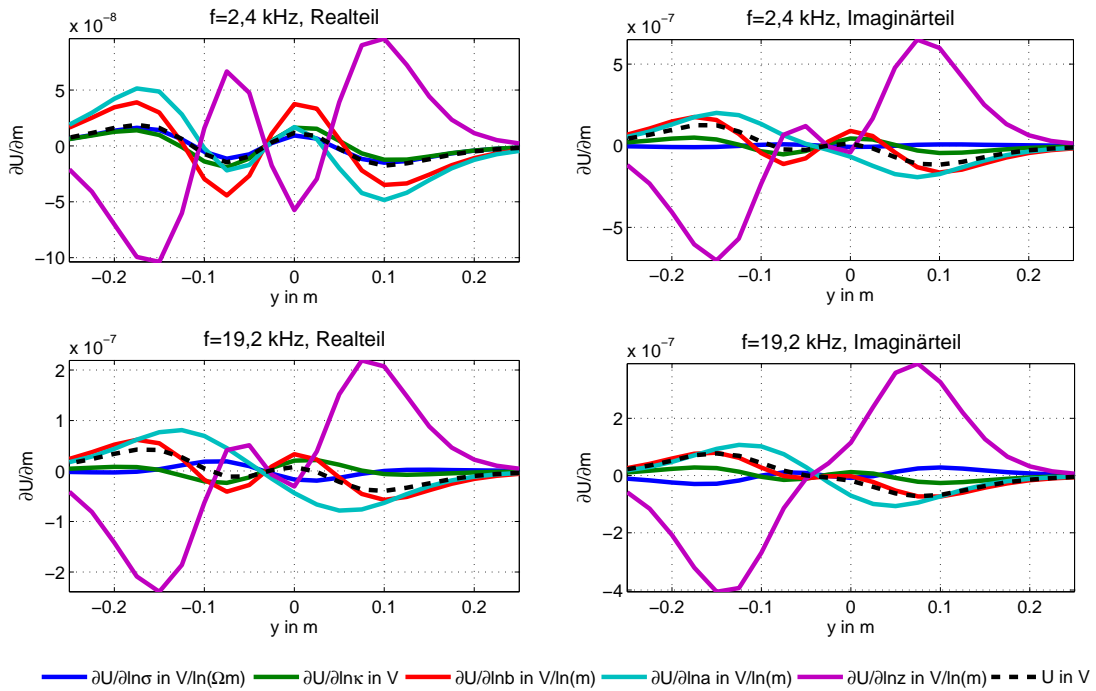 f=2,4 kHz, Realteil
x 10⁻⁸
5
0
−5
−10
−0.2 −0.1 0 0.1 0.2
∂U/∂m
y in m
f=2,4 kHz, Imaginärteil
x 10⁻⁷
5
0
−5
−0.2 −0.1 0 0.1 0.2
∂U/∂m
y in m
f=19,2 kHz, Realteil
x 10⁻⁷
2
1
0
−1
−2
−0.2 −0.1 0 0.1 0.2
∂U/∂m
y in m
f=19,2 kHz, Imaginärteil
x 10⁻⁷
2
0
−2
−4
−0.2 −0.1 0 0.1 0.2
∂U/∂m
y in m
∂U/∂lnσ in V/ln(Ωm) ∂U/∂lnκ in V ∂U/∂lnb in V/ln(m) ∂U/∂lna in V/ln(m) ∂U/∂lnz in V/ln(m) U in V